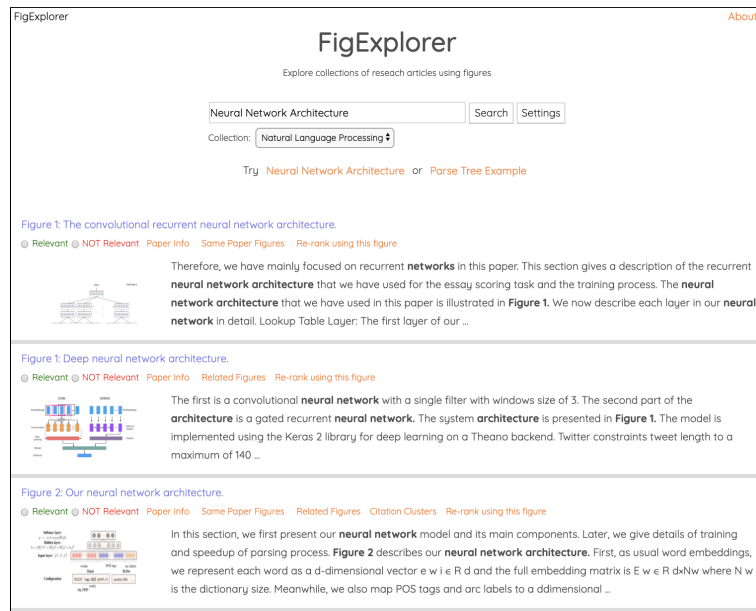 FigExplorer
About
FigExplorer
Explore collections of reseach articles using figures
Neural Network Architecture
Search
Settings
Collection:
Natural Language Processing
Try Neural Network Architecture or Parse Tree Example
Figure 1: The convolutional recurrent neural network architecture.
Relevant NOT Relevant Paper Info Same Paper Figures Re-rank using this figure
Therefore, we have mainly focused on recurrent networks in this paper. This section gives a description of the recurrent
neural network architecture that we have used for the essay scoring task and the training process. The neural
network architecture that we have used in this paper is illustrated in Figure 1. We now describe each layer in our neural
network in detail. Lookup Table Layer: The first layer of our ...
Figure 1: Deep neural network architecture.
Relevant NOT Relevant Paper Info Related Figures Re-rank using this figure
The first is a convolutional neural network with a single filter with windows size of 3. The second part of the
architecture is a gated recurrent neural network. The system architecture is presented in Figure 1. The model is
implemented using the Keras 2 library for deep learning on a Theano backend. Twitter constraints tweet length to a
maximum of 140 ...
Figure 2: Our neural network architecture.
Relevant NOT Relevant Paper Info Same Paper Figures Related Figures Citation Clusters Re-rank using this figure
In this section, we first present our neural network model and its main components. Later, we give details of training
and speedup of parsing process. Figure 2 describes our neural network architecture. First, as usual word embeddings,
we represent each word as a d-dimensional vector e w i ∈ R d and the full embedding matrix is E w ∈ R d×Nw where N w
is the dictionary size. Meanwhile, we also map POS tags and arc labels to a ddimensional ...